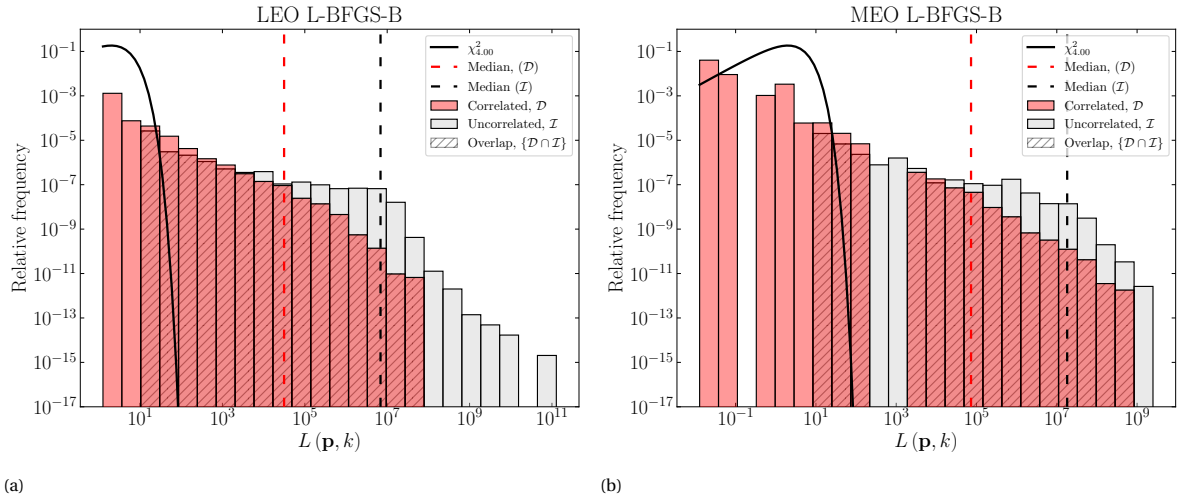 LEO L-BFGS-B
10⁻¹
10⁻³
10⁻⁵
10⁻⁷
10⁻⁹
10⁻¹¹
10⁻¹³
10⁻¹⁵
10⁻¹⁷
Relative frequency
χ²₄.₀₀
Median, (𝒟)
Median (ℐ)
Correlated, 𝒟
Uncorrelated, ℐ
Overlap, {𝒟 ∩ ℐ}
10¹
10³
10⁵
10⁷
10⁹
10¹¹
L (p, k)
(a)
MEO L-BFGS-B
10⁻¹
10⁻³
10⁻⁵
10⁻⁷
10⁻⁹
10⁻¹¹
10⁻¹³
10⁻¹⁵
10⁻¹⁷
Relative frequency
χ²₄.₀₀
Median, (𝒟)
Median (ℐ)
Correlated, 𝒟
Uncorrelated, ℐ
Overlap, {𝒟 ∩ ℐ}
10⁻¹
10¹
10³
10⁵
10⁷
10⁹
L (p, k)
(b)